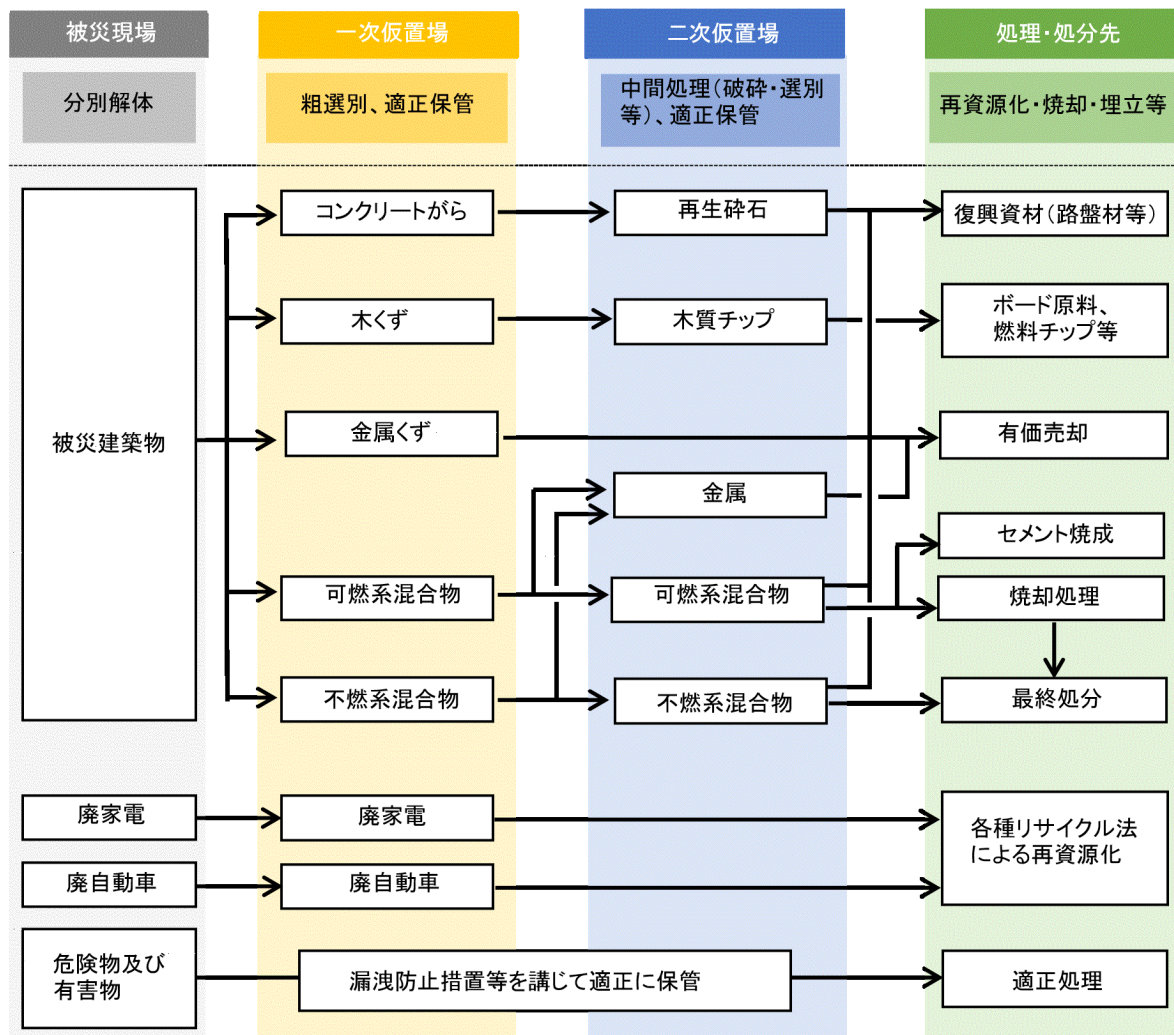 被災現場
一次仮置場
二次仮置場
処理・処分先
分別解体
粗選別、適正保管
中間処理(破砕・選別
等)、適正保管
再資源化・焼却・埋立等
被災建築物
コンクリートがら
再生砕石
復興資材(路盤材等)
木くず
木質チップ
ボード原料、
燃料チップ等
金属くず
有価売却
金属
セメント焼成
可燃系混合物
可燃系混合物
焼却処理
不燃系混合物
不燃系混合物
最終処分
廃家電
廃家電
各種リサイクル法
による再資源化
廃自動車
廃自動車
危険物及び
有害物
漏洩防止措置等を講じて適正に保管
適正処理